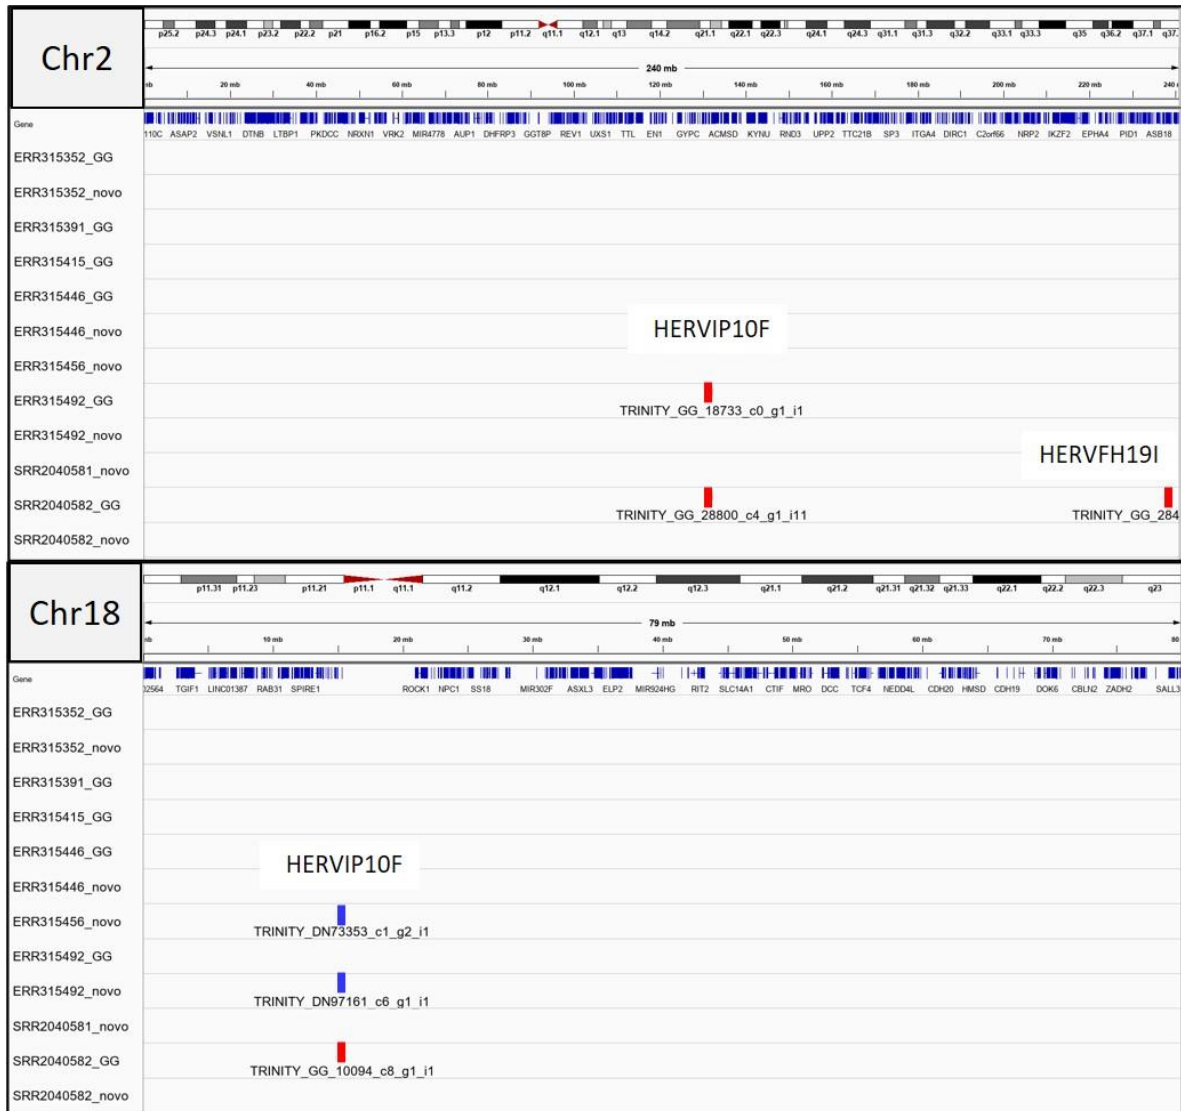 Chr2
p25.2 p24.3 p24.1 p23.2 p22.2 p21 p16.2 p15 p13.3 p12 p11.2 q11.1 q12.1 q13 q14.2 q21.1 q22.1 q22.3 q24.1 q24.3 q31.1 q31.3 q32.2 q33.1 q33.3 q35 q36.2 q37.1 q37.
240 mb
mb 20 mb 40 mb 60 mb 80 mb 100 mb 120 mb 140 mb 160 mb 180 mb 200 mb 220 mb 240
Gene
110C ASAP2 VSNL1 DTNB LTBP1 PKDCC NRXN1 VRK2 MIR4778 AUP1 DHFRP3 GGT8P REV1 UXS1 TTL EN1 GYPC ACMSD KYNU RND3 UPP2 TTC21B SP3 ITGA4 DIRC1 C2orf66 NRP2 IKZF2 EPHA4 PID1 ASB18
ERR315352_GG
ERR315352_novo
ERR315391_GG
ERR315415_GG
ERR315446_GG
ERR315446_novo
HERVIP10F
ERR315456_novo
ERR315492_GG
TRINITY_GG_18733_c0_g1_i1
ERR315492_novo
HERVFH19I
SRR2040581_novo
SRR2040582_GG
TRINITY_GG_28800_c4_g1_i11 TRINITY_GG_284
SRR2040582_novo
Chr18
p11.31 p11.23 p11.21 p11.1 q11.1 q11.2 q12.1 q12.2 q12.3 q21.1 q21.2 q21.31 q21.32 q21.33 q22.1 q22.2 q22.3 q23
79 mb
mb 10 mb 20 mb 30 mb 40 mb 50 mb 60 mb 70 mb 80
Gene
02564 TGIF1 LINC01387 RAB31 SPIRE1 ROCK1 NPC1 SS18 MIR302F ASXL3 ELP2 MIR924HG RIT2 SLC14A1 CTIF MRO DCC TCF4 NEDD4L CDH20 HMSD CDH19 DOK6 CBLN2 ZADH2 SALL3
ERR315352_GG
ERR315352_novo
ERR315391_GG
ERR315415_GG
ERR315446_GG
HERVIP10F
ERR315446_novo
ERR315456_novo
TRINITY_DN73353_c1_g2_i1
ERR315492_GG
ERR315492_novo
TRINITY_DN97161_c6_g1_i1
SRR2040581_novo
SRR2040582_GG
TRINITY_GG_10094_c8_g1_i1
SRR2040582_novo